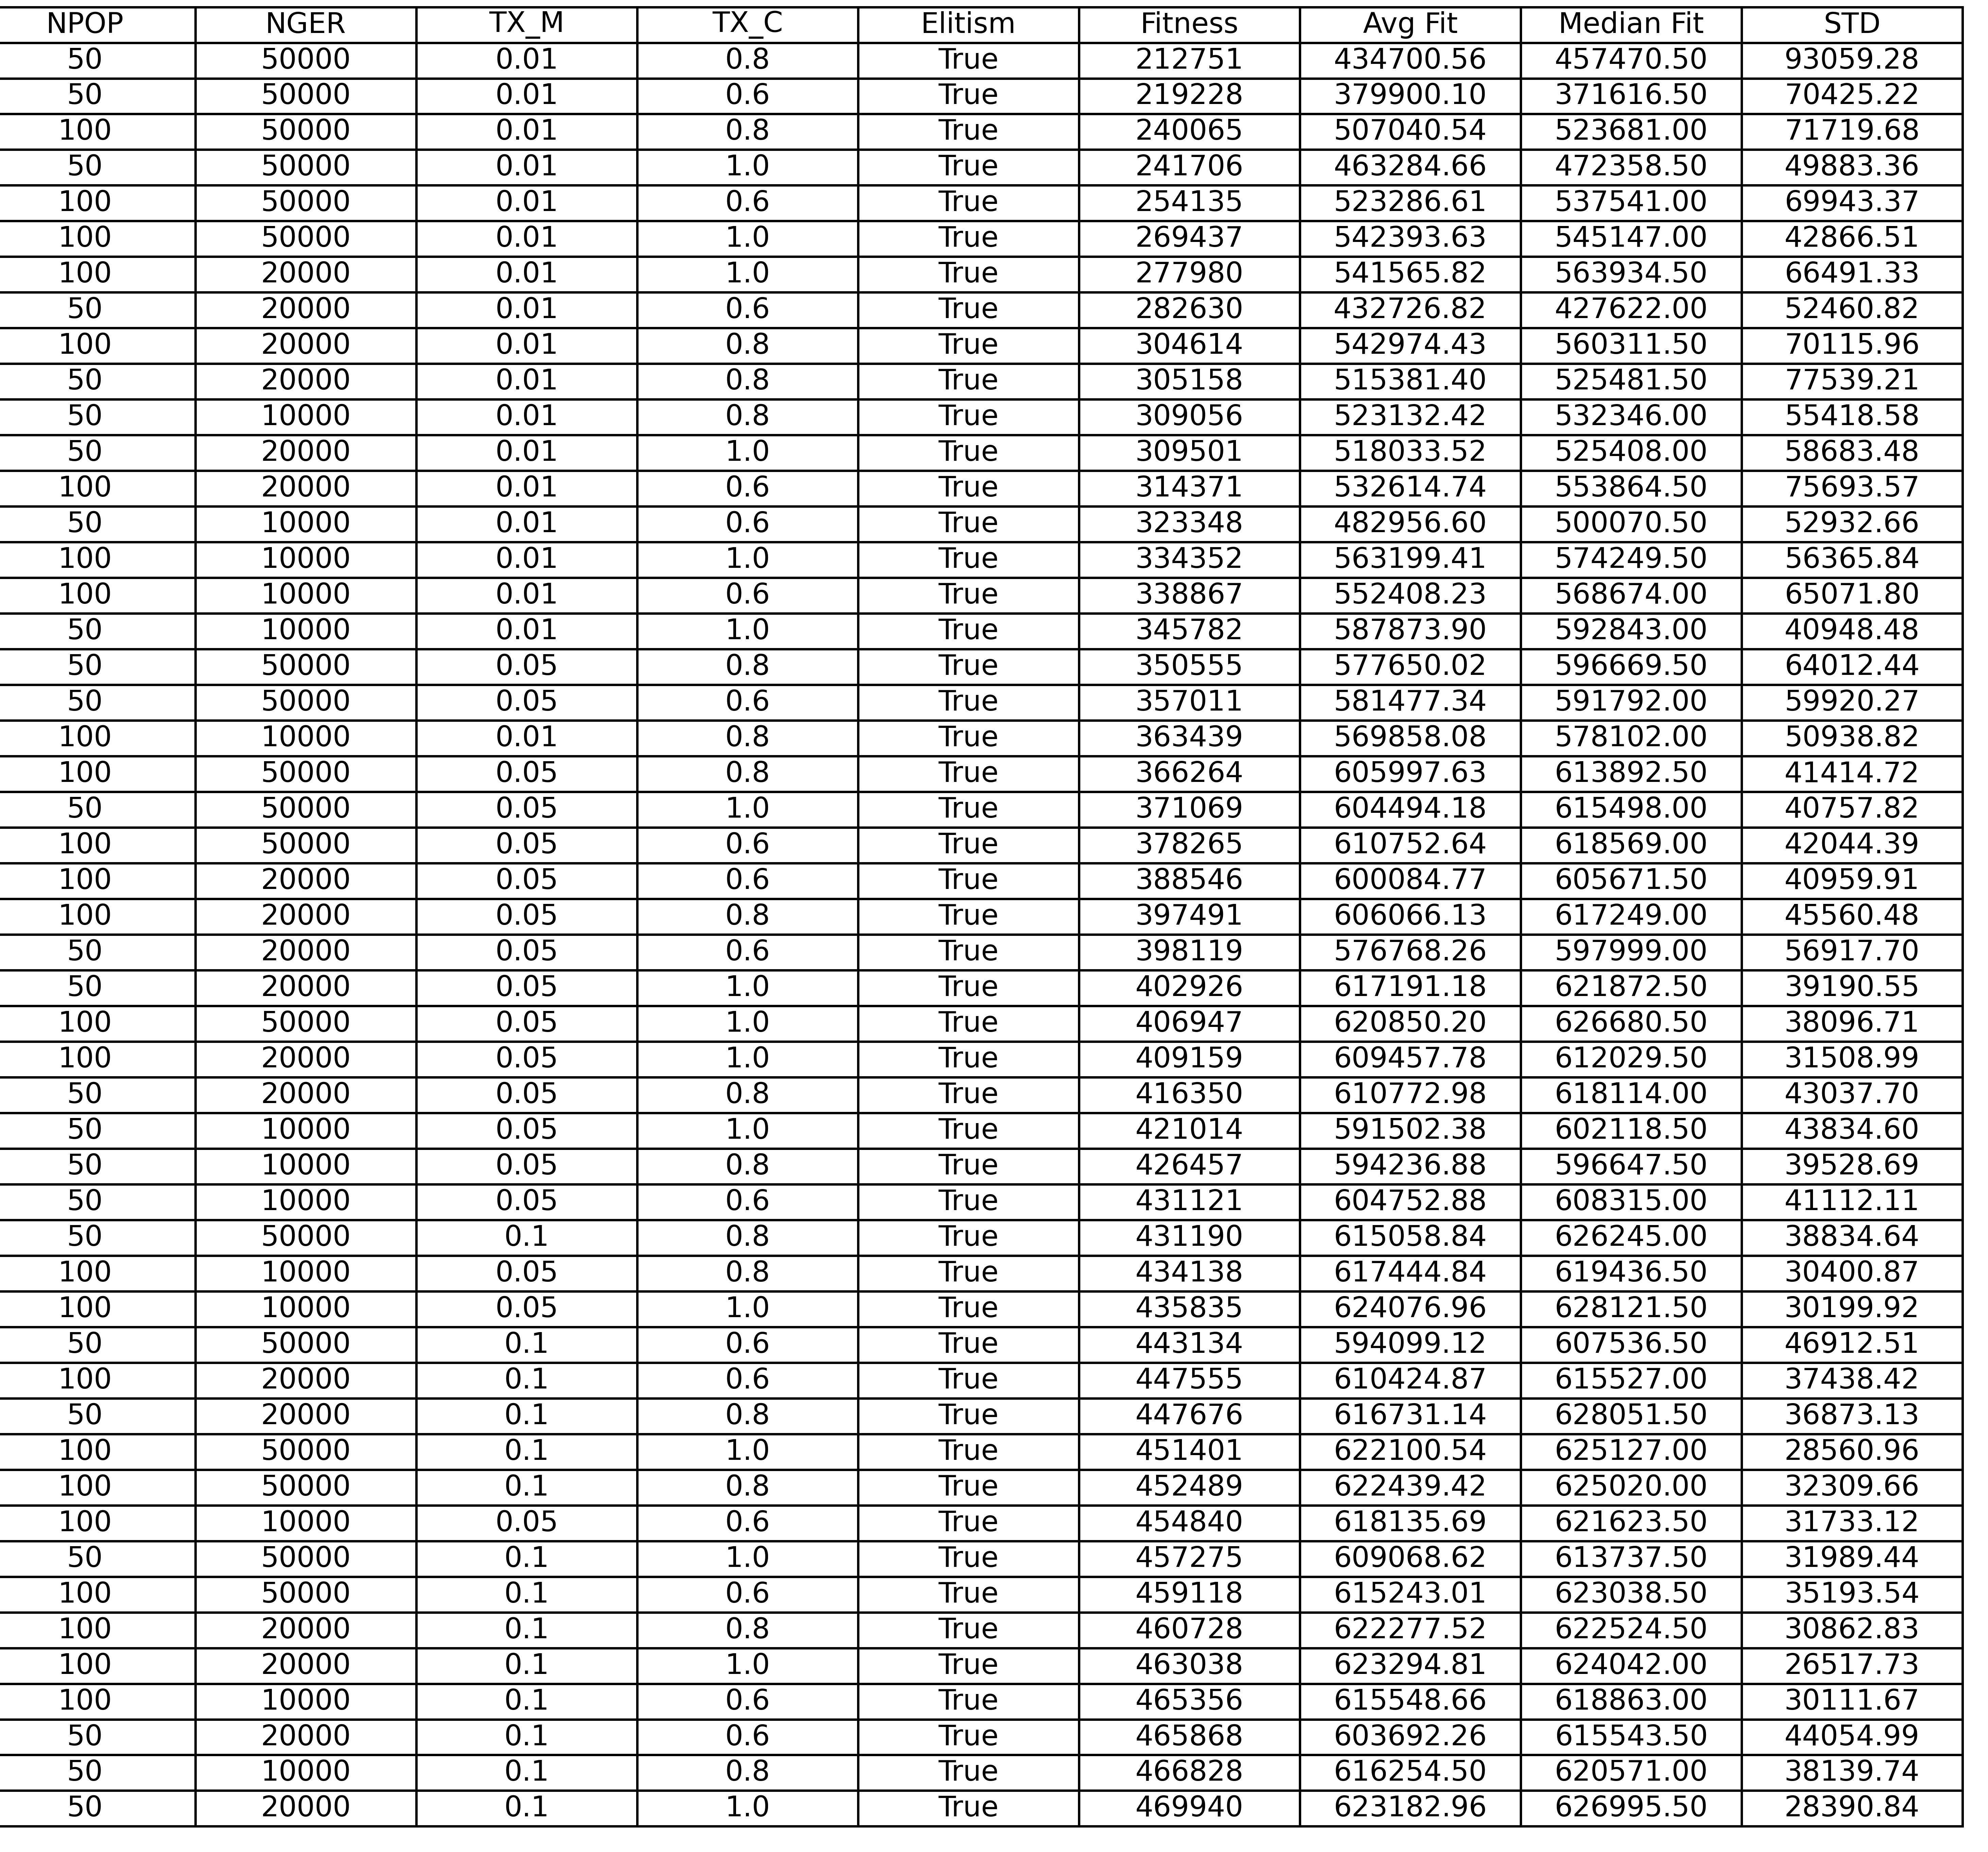 NPOP NGER TX_M TX_C Elitism Fitness Avg Fit Median Fit STD
50 50000 0.01 0.8 True 212751 434700.56 457470.50 93059.28
50 50000 0.01 0.6 True 219228 379900.10 371616.50 70425.22
100 50000 0.01 0.8 True 240065 507040.54 523681.00 71719.68
50 50000 0.01 1.0 True 241706 463284.66 472358.50 49883.36
100 50000 0.01 0.6 True 254135 523286.61 537541.00 69943.37
100 50000 0.01 1.0 True 269437 542393.63 545147.00 42866.51
100 20000 0.01 1.0 True 277980 541565.82 563934.50 66491.33
50 20000 0.01 0.6 True 282630 432726.82 427622.00 52460.82
100 20000 0.01 0.8 True 304614 542974.43 560311.50 70115.96
50 20000 0.01 0.8 True 305158 515381.40 525481.50 77539.21
50 10000 0.01 0.8 True 309056 523132.42 532346.00 55418.58
50 20000 0.01 1.0 True 309501 518033.52 525408.00 58683.48
100 20000 0.01 0.6 True 314371 532614.74 553864.50 75693.57
50 10000 0.01 0.6 True 323348 482956.60 500070.50 52932.66
100 10000 0.01 1.0 True 334352 563199.41 574249.50 56365.84
100 10000 0.01 0.6 True 338867 552408.23 568674.00 65071.80
50 10000 0.01 1.0 True 345782 587873.90 592843.00 40948.48
50 50000 0.05 0.8 True 350555 577650.02 596669.50 64012.44
50 50000 0.05 0.6 True 357011 581477.34 591792.00 59920.27
100 10000 0.01 0.8 True 363439 569858.08 578102.00 50938.82
100 50000 0.05 0.8 True 366264 605997.63 613892.50 41414.72
50 50000 0.05 1.0 True 371069 604494.18 615498.00 40757.82
100 50000 0.05 0.6 True 378265 610752.64 618569.00 42044.39
100 20000 0.05 0.6 True 388546 600084.77 605671.50 40959.91
100 20000 0.05 0.8 True 397491 606066.13 617249.00 45560.48
50 20000 0.05 0.6 True 398119 576768.26 597999.00 56917.70
50 20000 0.05 1.0 True 402926 617191.18 621872.50 39190.55
100 50000 0.05 1.0 True 406947 620850.20 626680.50 38096.71
100 20000 0.05 1.0 True 409159 609457.78 612029.50 31508.99
50 20000 0.05 0.8 True 416350 610772.98 618114.00 43037.70
50 10000 0.05 1.0 True 421014 591502.38 602118.50 43834.60
50 10000 0.05 0.8 True 426457 594236.88 596647.50 39528.69
50 10000 0.05 0.6 True 431121 604752.88 608315.00 41112.11
50 50000 0.1 0.8 True 431190 615058.84 626245.00 38834.64
100 10000 0.05 0.8 True 434138 617444.84 619436.50 30400.87
100 10000 0.05 1.0 True 435835 624076.96 628121.50 30199.92
50 50000 0.1 0.6 True 443134 594099.12 607536.50 46912.51
100 20000 0.1 0.6 True 447555 610424.87 615527.00 37438.42
50 20000 0.1 0.8 True 447676 616731.14 628051.50 36873.13
100 50000 0.1 1.0 True 451401 622100.54 625127.00 28560.96
100 50000 0.1 0.8 True 452489 622439.42 625020.00 32309.66
100 10000 0.05 0.6 True 454840 618135.69 621623.50 31733.12
50 50000 0.1 1.0 True 457275 609068.62 613737.50 31989.44
100 50000 0.1 0.6 True 459118 615243.01 623038.50 35193.54
100 20000 0.1 0.8 True 460728 622277.52 622524.50 30862.83
100 20000 0.1 1.0 True 463038 623294.81 624042.00 26517.73
100 10000 0.1 0.6 True 465356 615548.66 618863.00 30111.67
50 20000 0.1 0.6 True 465868 603692.26 615543.50 44054.99
50 10000 0.1 0.8 True 466828 616254.50 620571.00 38139.74
50 20000 0.1 1.0 True 469940 623182.96 626995.50 28390.84